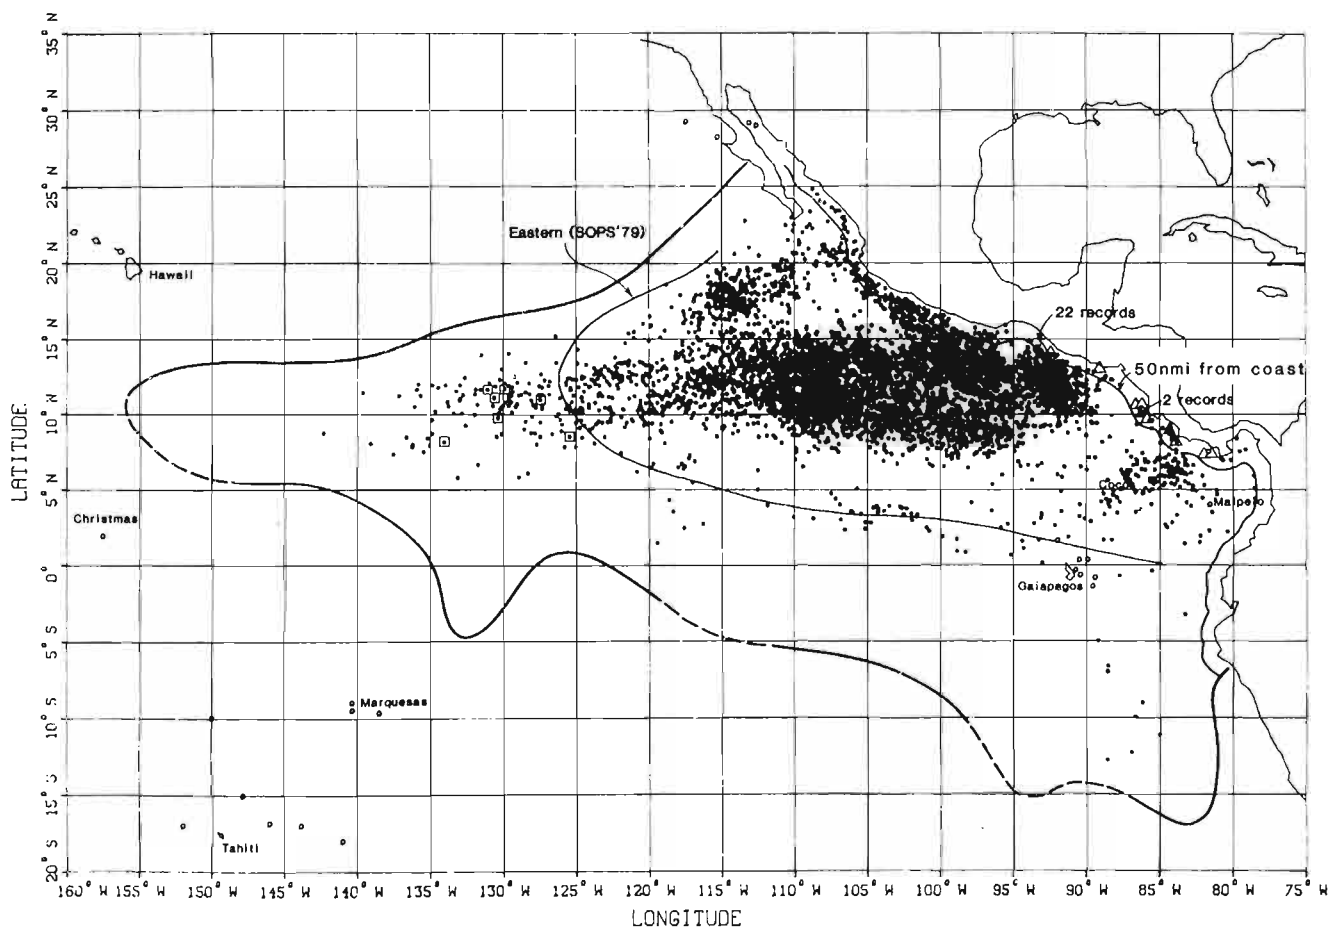 35° N
30° N
25° N
20° N
15° N
10° N
5° N
0°
5° S
10° S
15° S
20° S
LATITUDE
Eastern (SOPS'79)
Hawaii
22 records
50nmi from coast
2 records
Cocos
Malpelo
Christmas
Galapagos
Marquesas
Tahiti
160° W 155° W 150° W 145° W 140° W 135° W 130° W 125° W 120° W 115° W 110° W 105° W 100° W 95° W 90° W 85° W 80° W 75° W
LONGITUDE